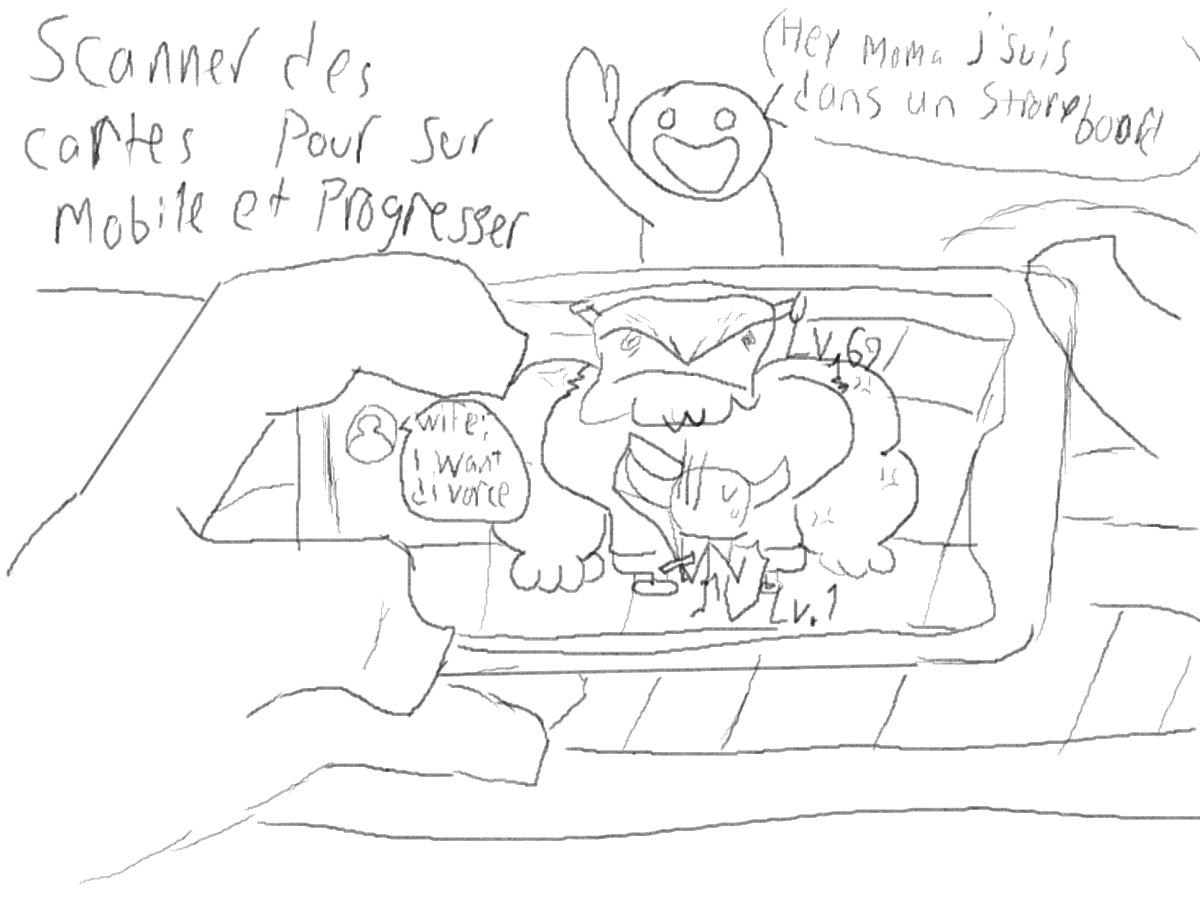 Scanner des
cartes pour sur
Mobile et Progresser
Hey Moma j'suis
dans un Storyboard
LV.69
wife:
i want
divorce
Lv.1